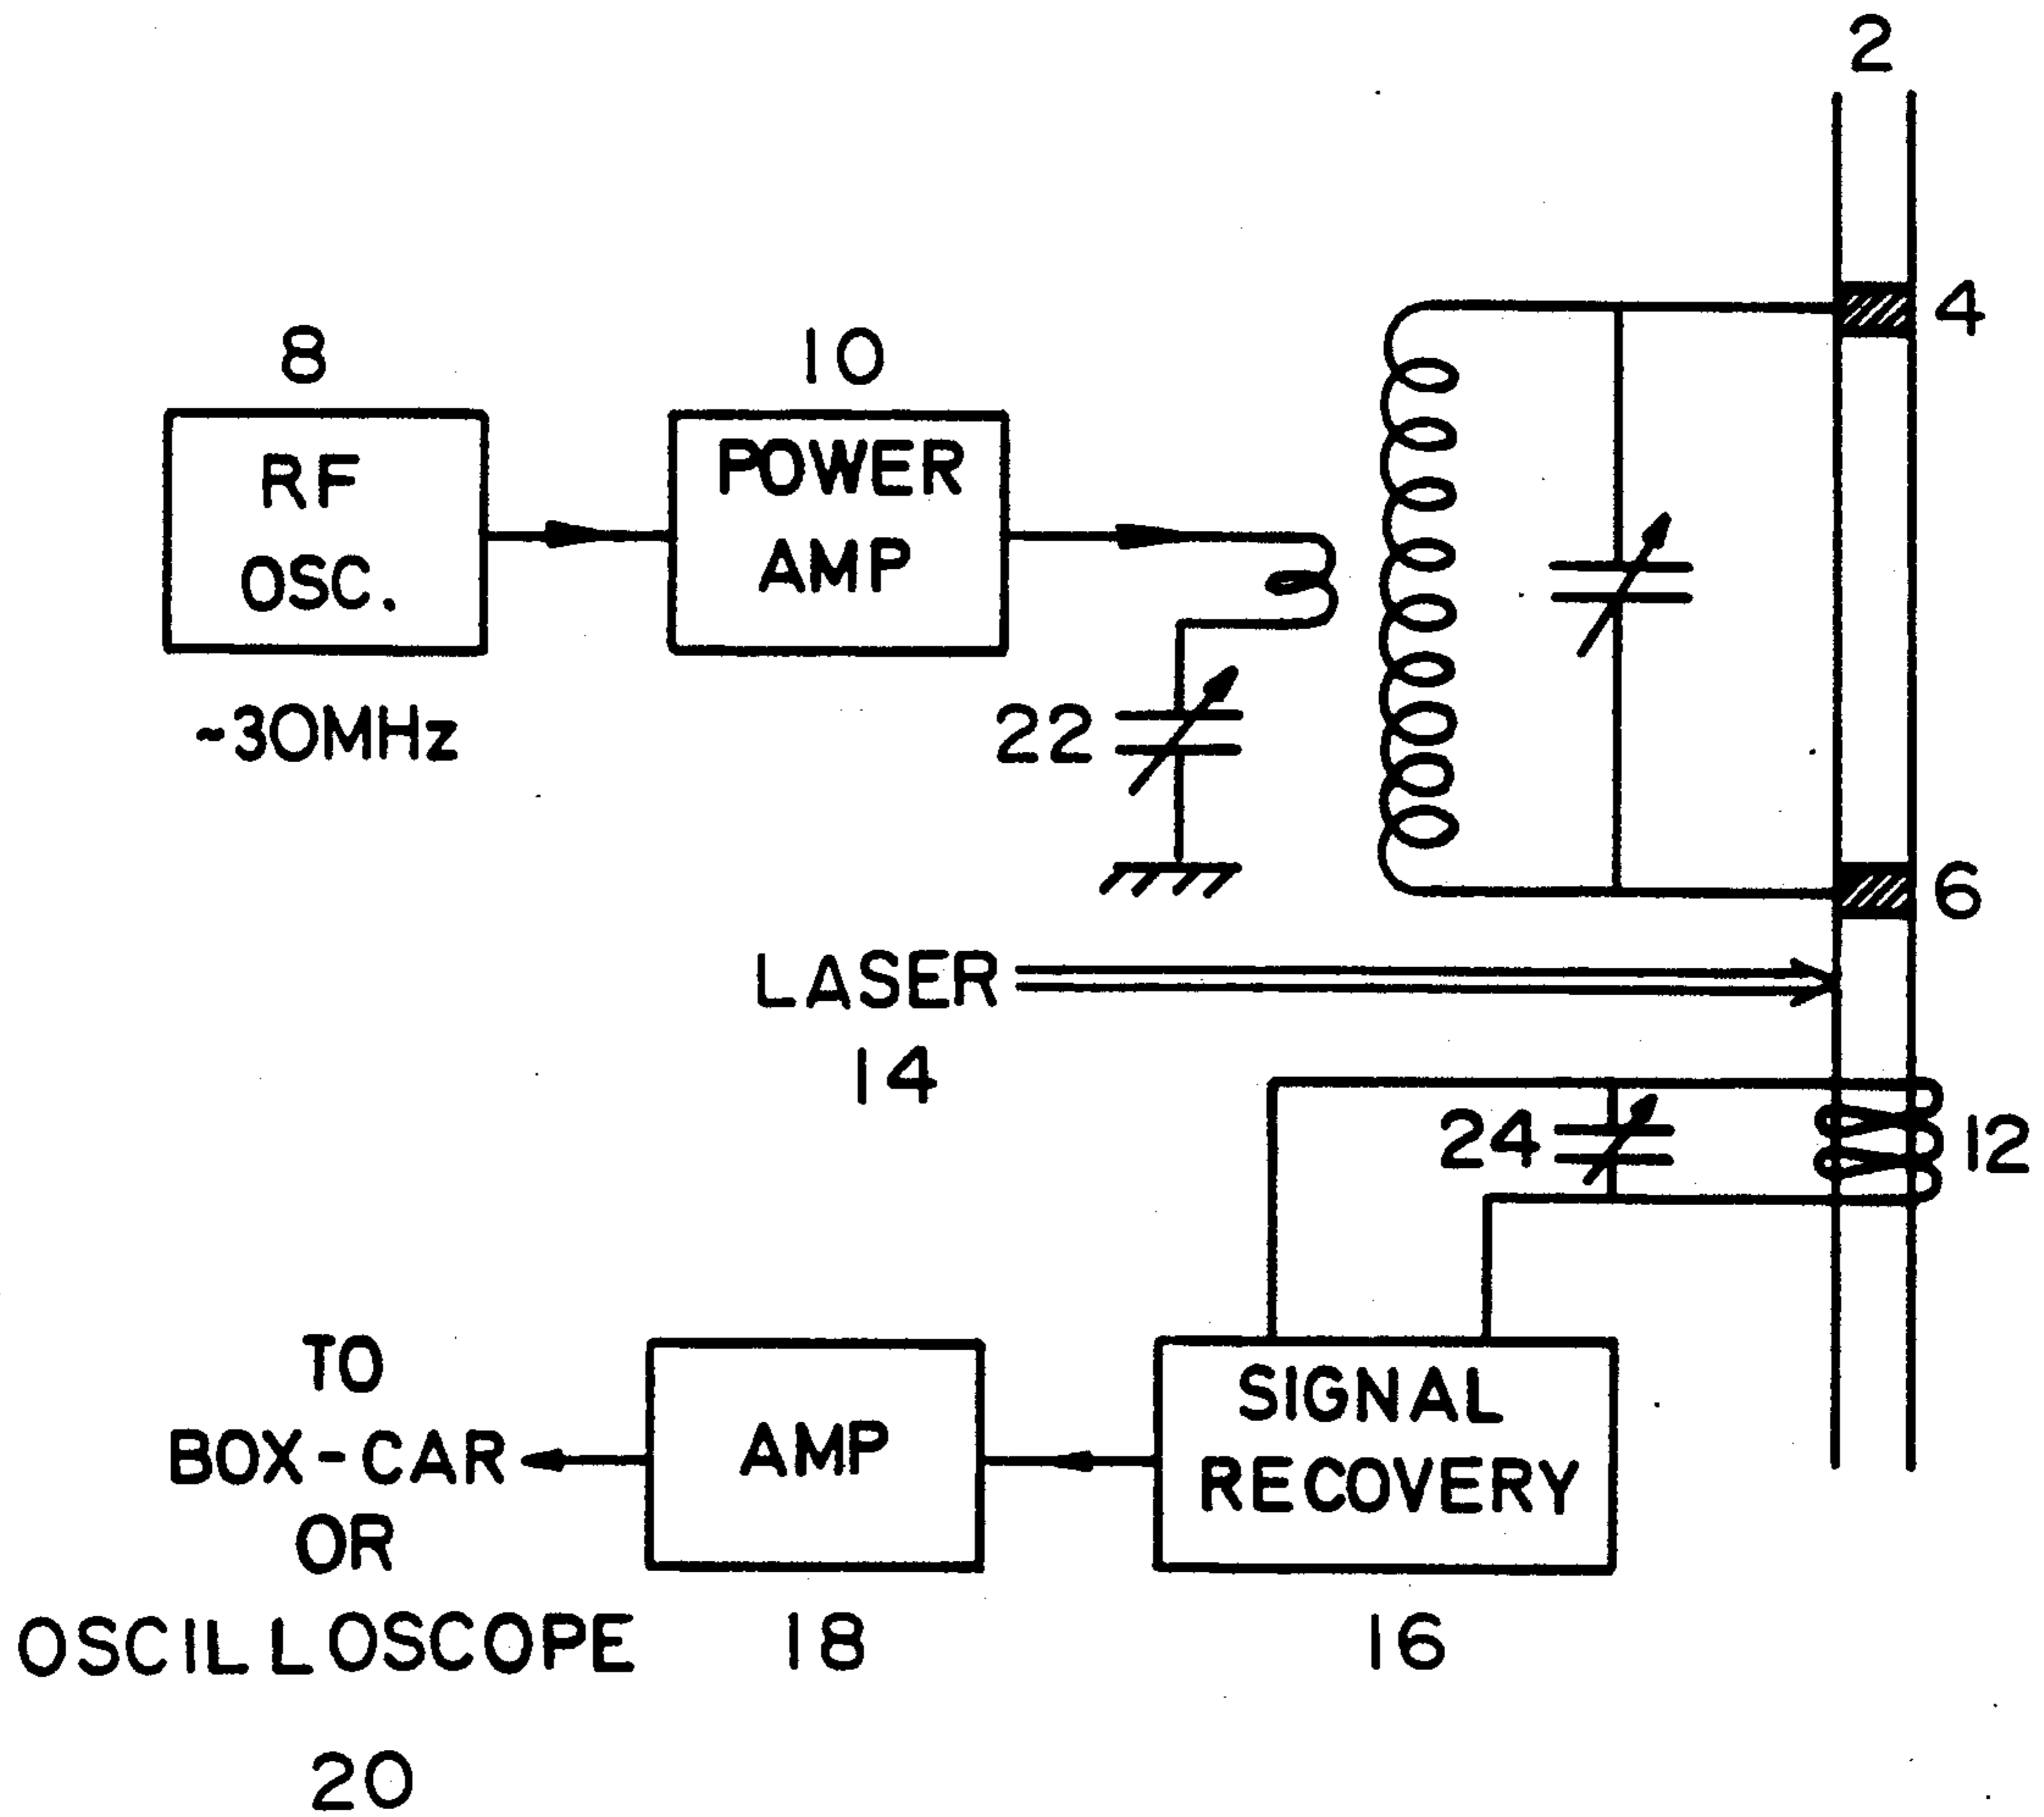 2
4
8
10
RF
OSC.
POWER
AMP
~30MHz
22
6
LASER
14
24
12
TO
BOX-CAR
OR
OSCILLOSCOPE
AMP
SIGNAL
RECOVERY
18
16
20